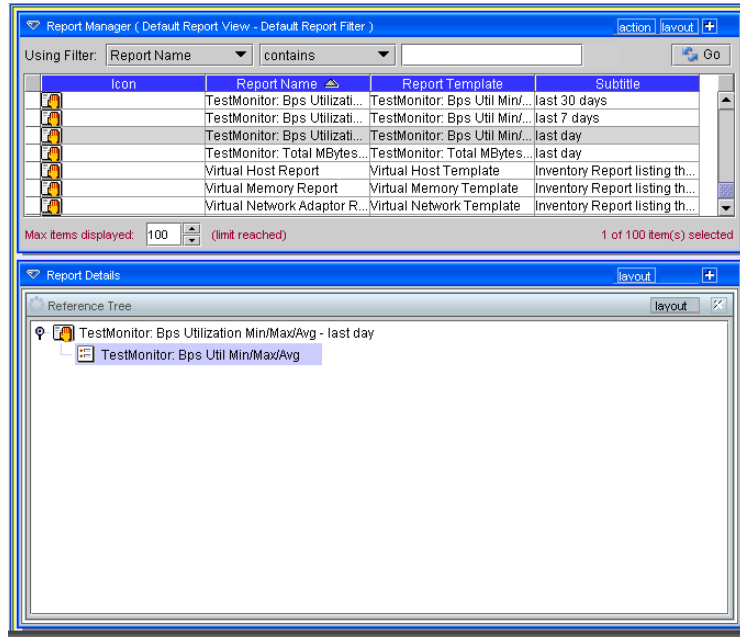 Report Manager ( Default Report View - Default Report Filter ) action layout
Using Filter: Report Name contains Go
Icon Report Name Report Template Subtitle
TestMonitor: Bps Utilizati... TestMonitor: Bps Util Min/... last 30 days
TestMonitor: Bps Utilizati... TestMonitor: Bps Util Min/... last 7 days
TestMonitor: Bps Utilizati... TestMonitor: Bps Util Min/... last day
TestMonitor: Total MBytes... TestMonitor: Total MBytes... last day
Virtual Host Report Virtual Host Template Inventory Report listing th...
Virtual Memory Report Virtual Memory Template Inventory Report listing th...
Virtual Network Adaptor R... Virtual Network Template Inventory Report listing th...
Max items displayed: 100 (limit reached) 1 of 100 item(s) selected
Report Details layout
Reference Tree layout
TestMonitor: Bps Utilization Min/Max/Avg - last day
TestMonitor: Bps Util Min/Max/Avg